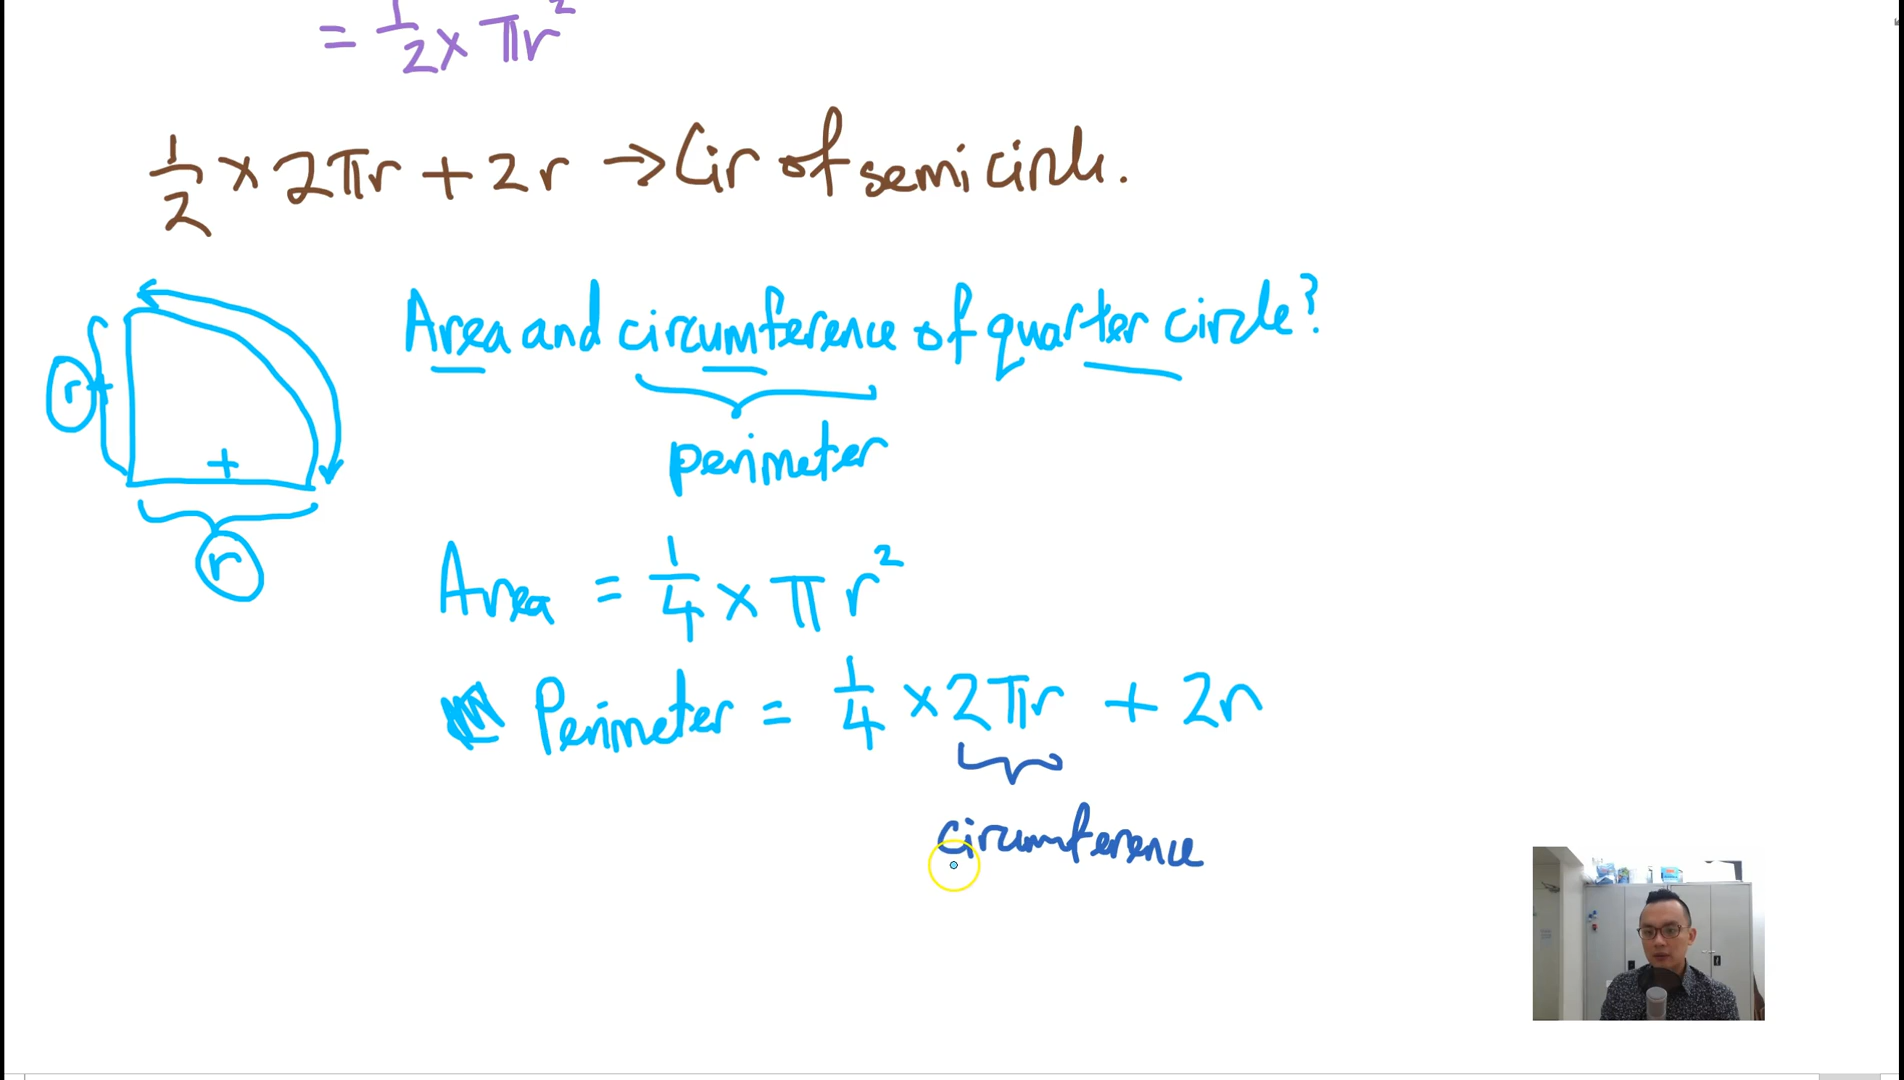 = 1/2 × πr²
1/2 × 2πr + 2r → Cir of semi circle.
Area and circumference of quarter circle?
r
+
+
perimeter
r
Area = 1/4 × πr²
Perimeter = 1/4 × 2πr + 2r
circumference